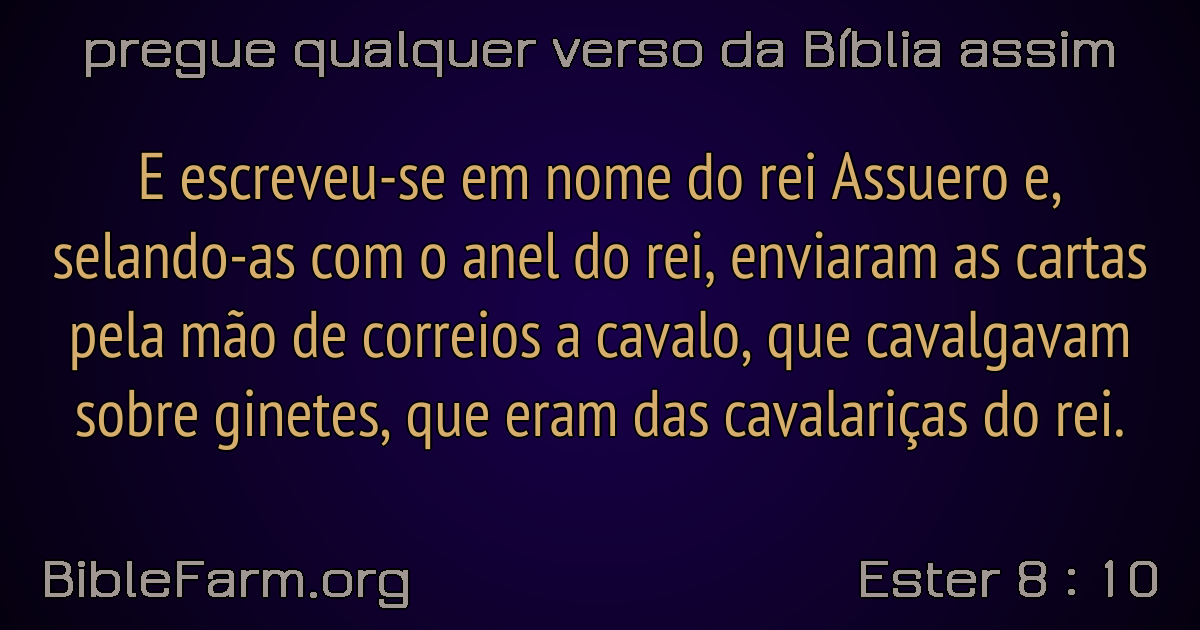 pregue qualquer verso da Bíblia assim
E escreveu-se em nome do rei Assuero e,
selando-as com o anel do rei, enviaram as cartas
pela mão de correios a cavalo, que cavalgavam
sobre ginetes, que eram das cavalariças do rei.
BibleFarm.org
Ester 8 : 10